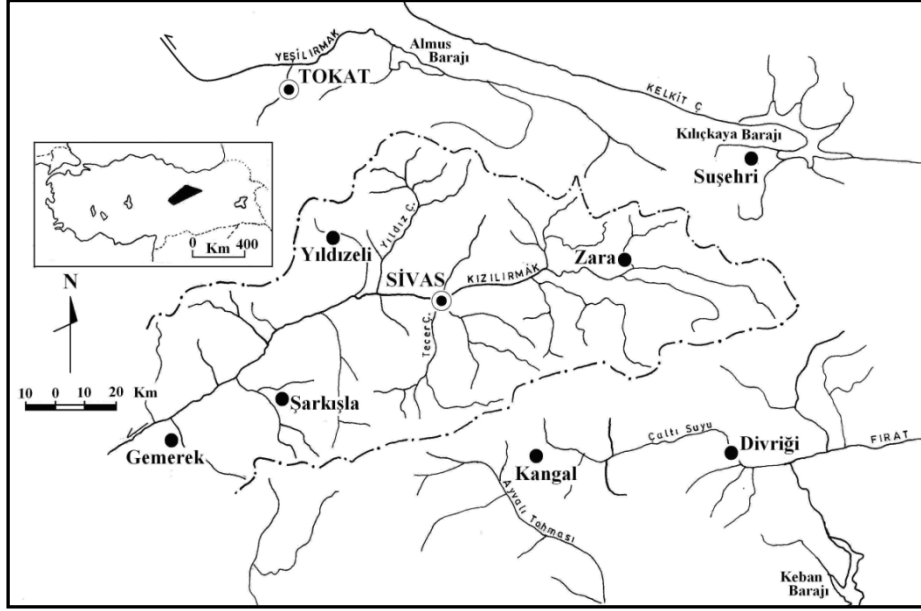 YEŞİLIRMAK
Almus
Barajı
TOKAT
KELKİT Ç
Kılıçkaya Barajı
Suşehri
0 Km 400
Yıldızeli
Yıldız Ç.
Zara
N
SİVAS
KIZILIRMAK
Tecer Ç.
10 0 10 20 Km
Şarkışla
Gemerek
Kangal
Çaltı Suyu
Divriği
FIRAT
Ayvalı Tohması
Keban
Barajı